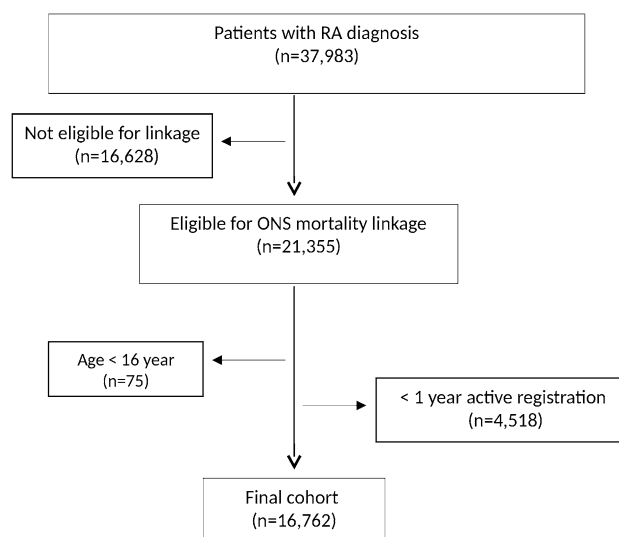 Patients with RA diagnosis
(n=37,983)
Not eligible for linkage
(n=16,628)
Eligible for ONS mortality linkage
(n=21,355)
Age < 16 year
(n=75)
< 1 year active registration
(n=4,518)
Final cohort
(n=16,762)